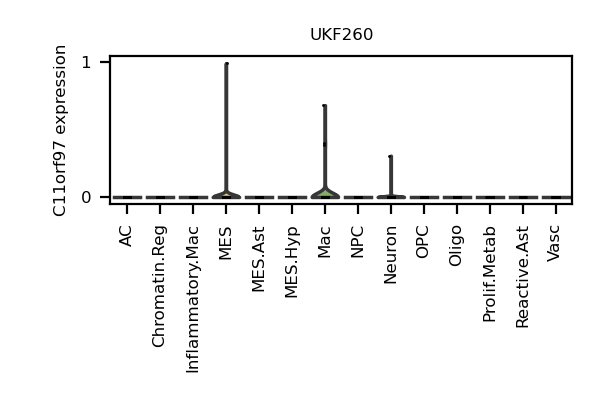 UKF260
C11orf97 expression
1
0
AC
Chromatin.Reg
Inflammatory.Mac
MES
MES.Ast
MES.Hyp
Mac
NPC
Neuron
OPC
Oligo
Prolif.Metab
Reactive.Ast
Vasc